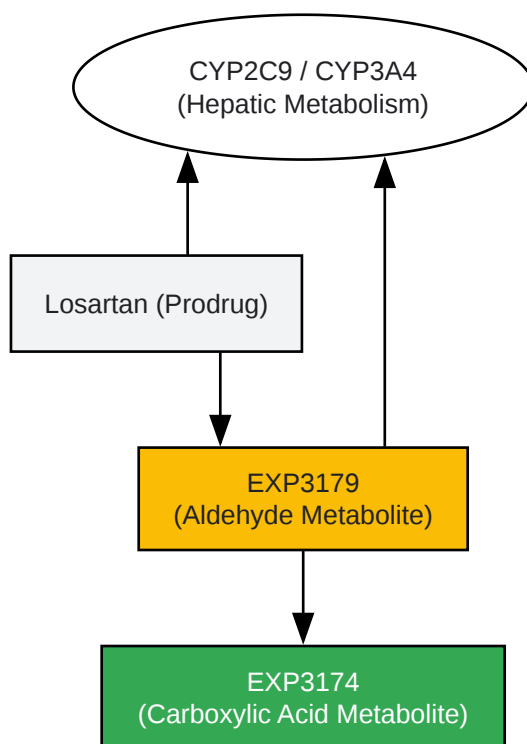 CYP2C9 / CYP3A4
(Hepatic Metabolism)
Losartan (Prodrug)
EXP3179
(Aldehyde Metabolite)
EXP3174
(Carboxylic Acid Metabolite)